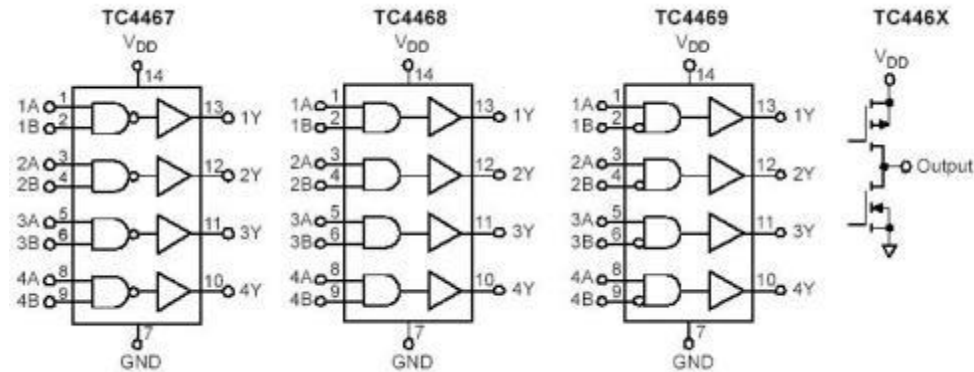 TC4467 TC4468 TC4469 TC446X
VDD VDD VDD VDD
14 14 14
1A 1 13 1Y 1A 1 13 1Y 1A 1 13 1Y
1B 2 1B 2 1B 2
2A 3 12 2Y 2A 3 12 2Y 2A 3 12 2Y Output
2B 4 2B 4 2B 4
3A 5 11 3Y 3A 5 11 3Y 3A 5 11 3Y
3B 6 3B 6 3B 6
4A 8 10 4Y 4A 8 10 4Y 4A 8 10 4Y
4B 9 4B 9 4B 9
7 7 7
GND GND GND